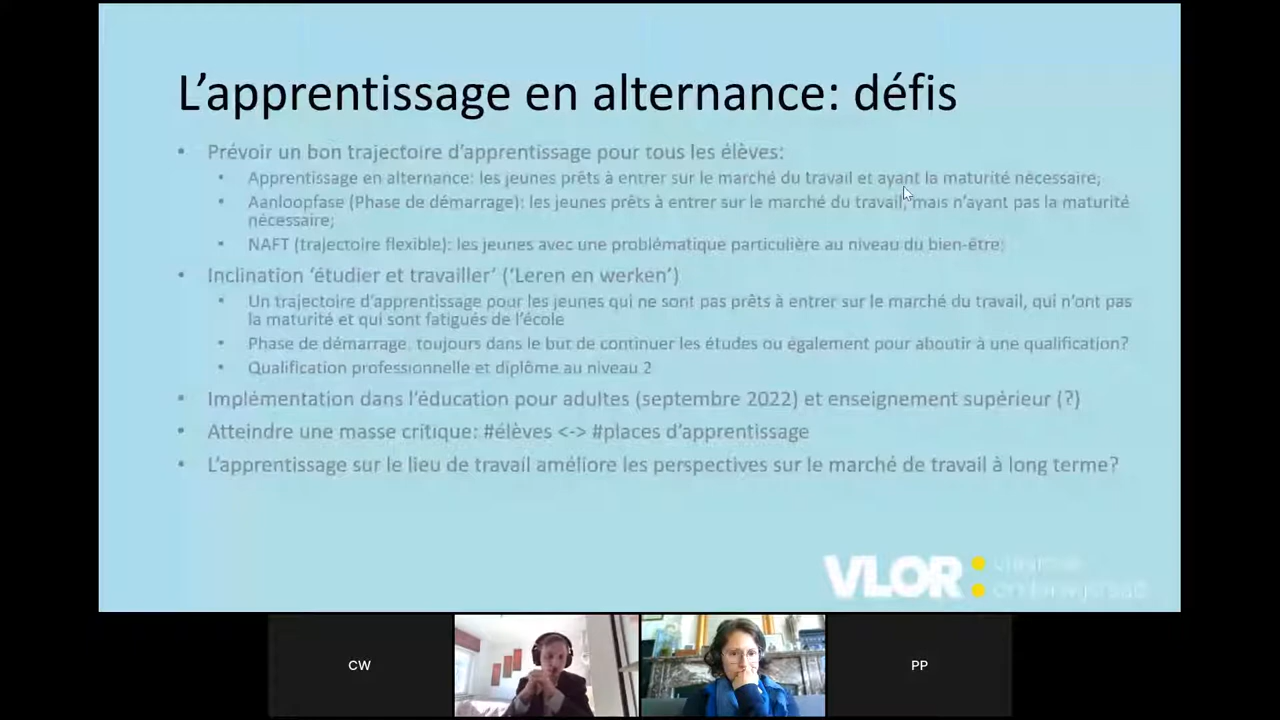 L’apprentissage en alternance: défis
• Prévoir un bon trajectoire d’apprentissage pour tous les élèves:
• Apprentissage en alternance: les jeunes prêts à entrer sur le marché du travail et ayant la maturité nécessaire;
• Aanloopfase (Phase de démarrage): les jeunes prêts à entrer sur le marché du travail, mais n’ayant pas la maturité
nécessaire;
• NAFT (trajectoire flexible): les jeunes avec une problématique particulière au niveau du bien-être;
• Inclination ‘étudier et travailler’ (‘Leren en werken’)
• Un trajectoire d’apprentissage pour les jeunes qui ne sont pas prêts à entrer sur le marché du travail, qui n’ont pas
la maturité et qui sont fatigués de l’école
• Phase de démarrage, toujours dans le but de continuer les études ou également pour aboutir à une qualification?
• Qualification professionnelle et diplôme au niveau 2
• Implémentation dans l’éducation pour adultes (septembre 2022) et enseignement supérieur (?)
• Atteindre une masse critique: #élèves <-> #places d’apprentissage
• L’apprentissage sur le lieu de travail améliore les perspectives sur le marché de travail à long terme?
VLOR
CW
PP